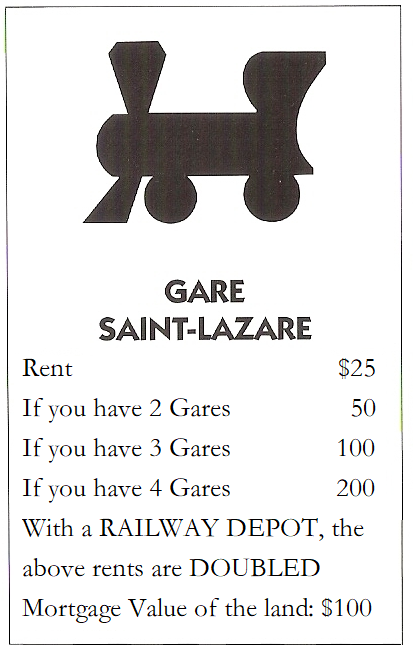 GARE
SAINT-LAZARE
Rent $25
If you have 2 Gares 50
If you have 3 Gares 100
If you have 4 Gares 200
With a RAILWAY DEPOT, the
above rents are DOUBLED
Mortgage Value of the land: $100